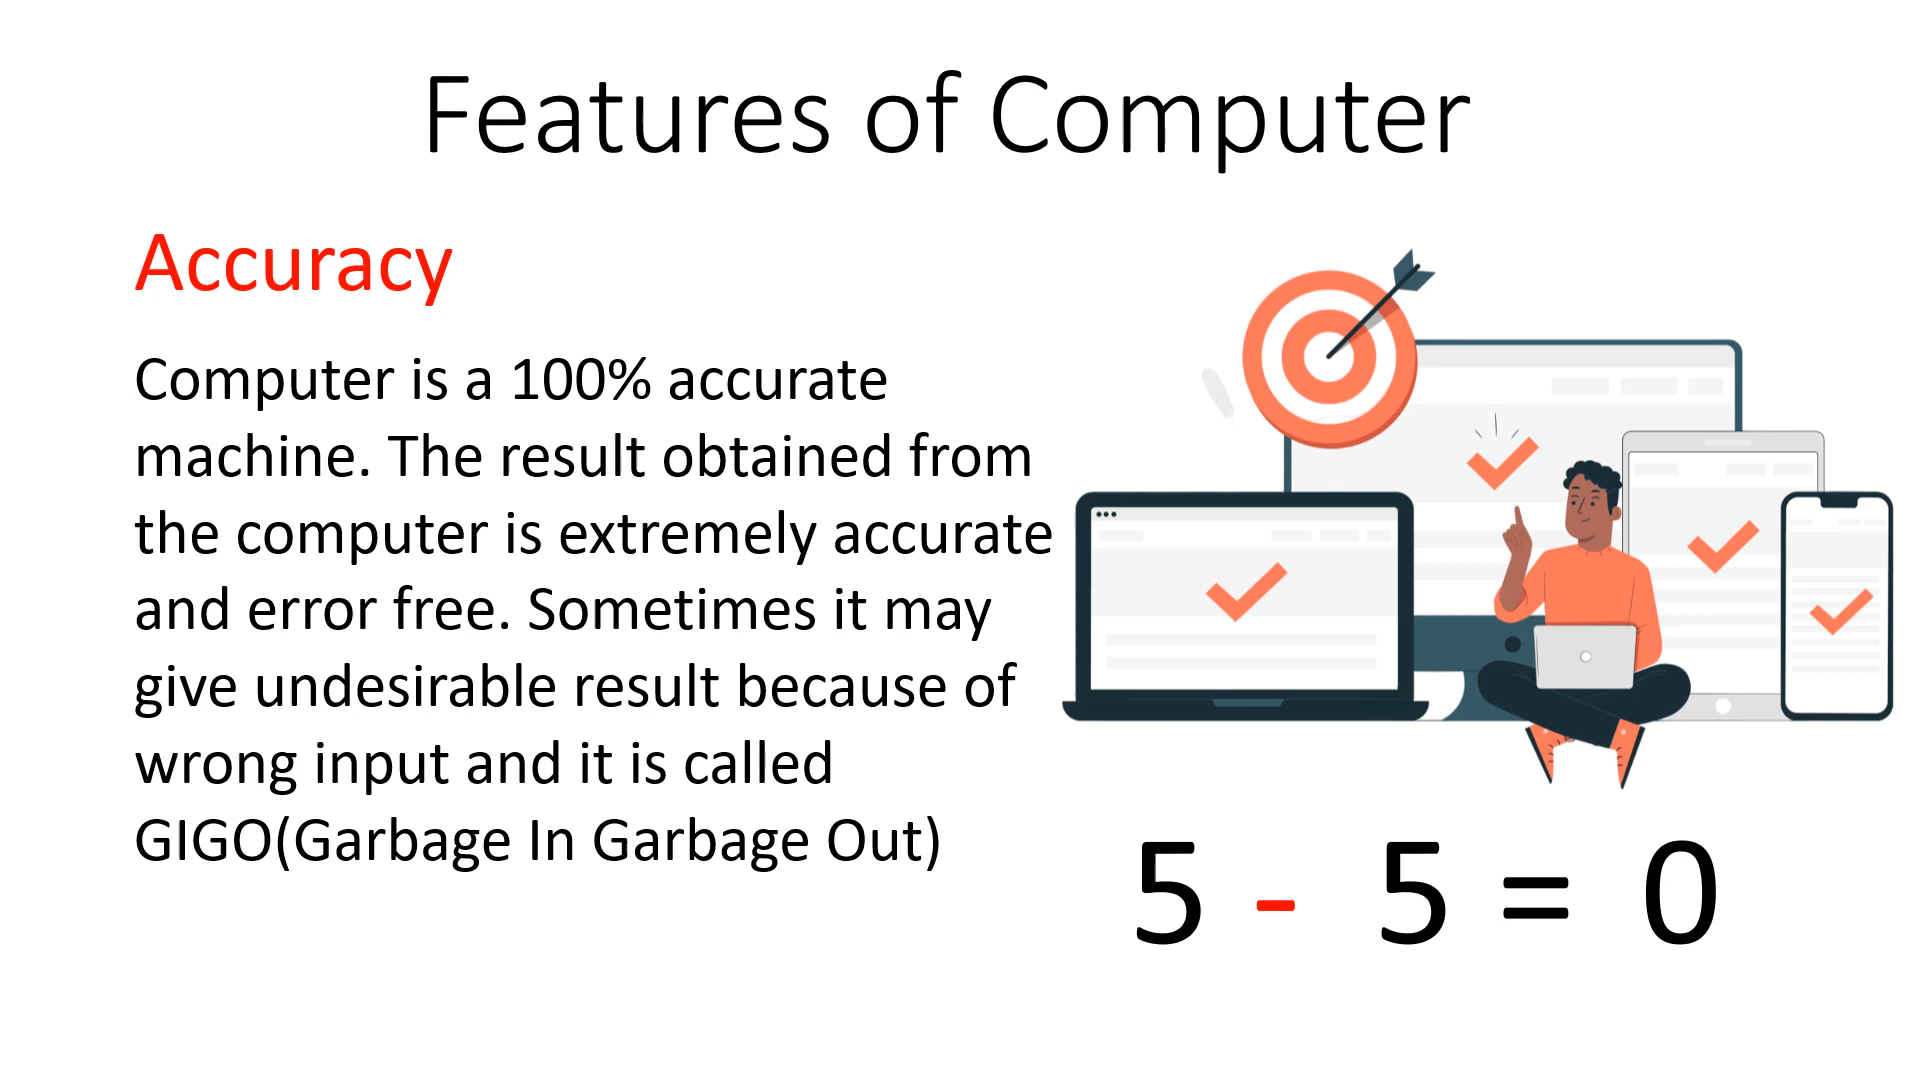 Features of Computer
Accuracy
Computer is a 100% accurate
machine. The result obtained from
the computer is extremely accurate
and error free. Sometimes it may
give undesirable result because of
wrong input and it is called
GIGO(Garbage In Garbage Out)
5 - 5 = 0